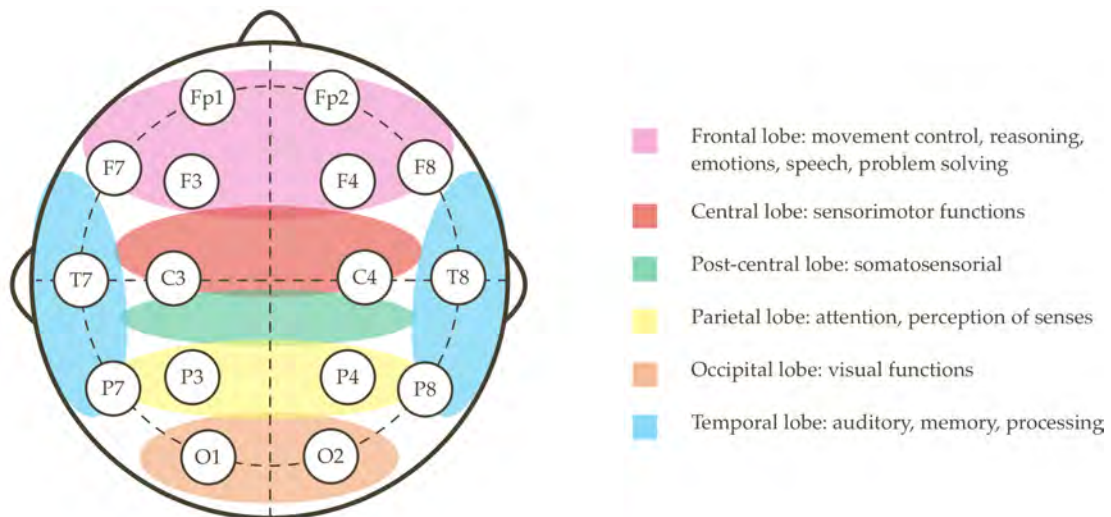 Fp1 Fp2
F7 F3 F4 F8
T7 C3 C4 T8
P7 P3 P4 P8
O1 O2
Frontal lobe: movement control, reasoning,
emotions, speech, problem solving
Central lobe: sensorimotor functions
Post-central lobe: somatosensorial
Parietal lobe: attention, perception of senses
Occipital lobe: visual functions
Temporal lobe: auditory, memory, processing